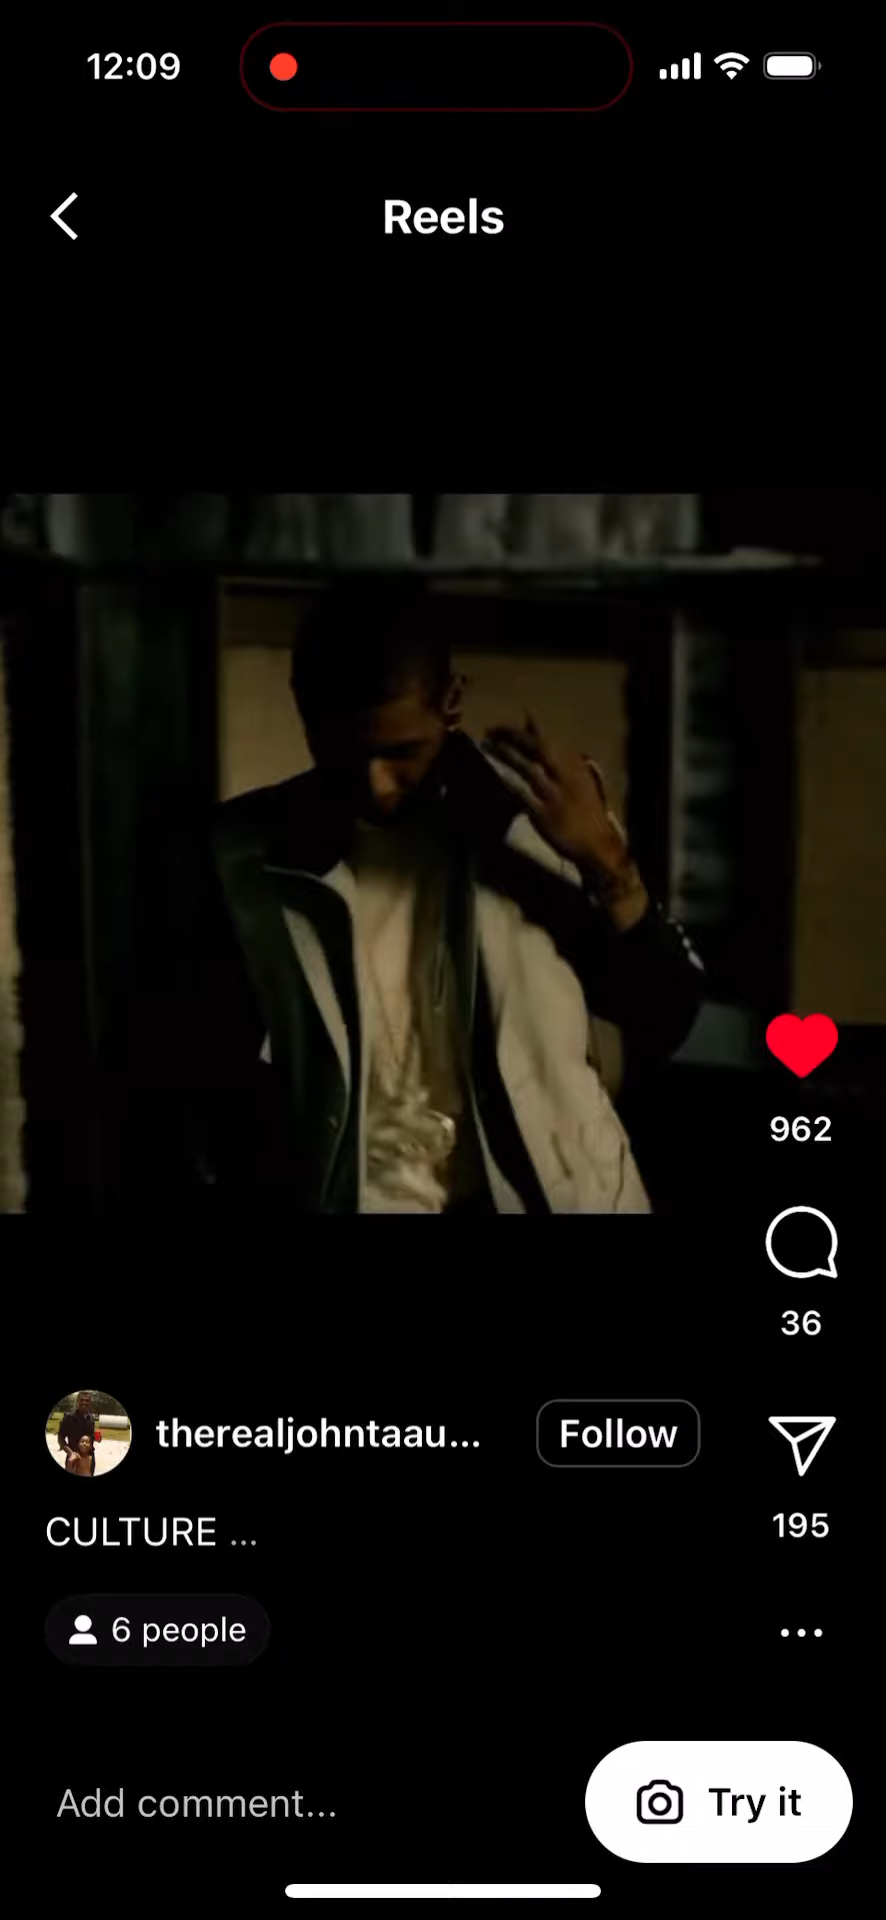 12:09
Reels
962
36
therealjohntaau...
Follow
CULTURE ...
195
6 people
Add comment...
Try it